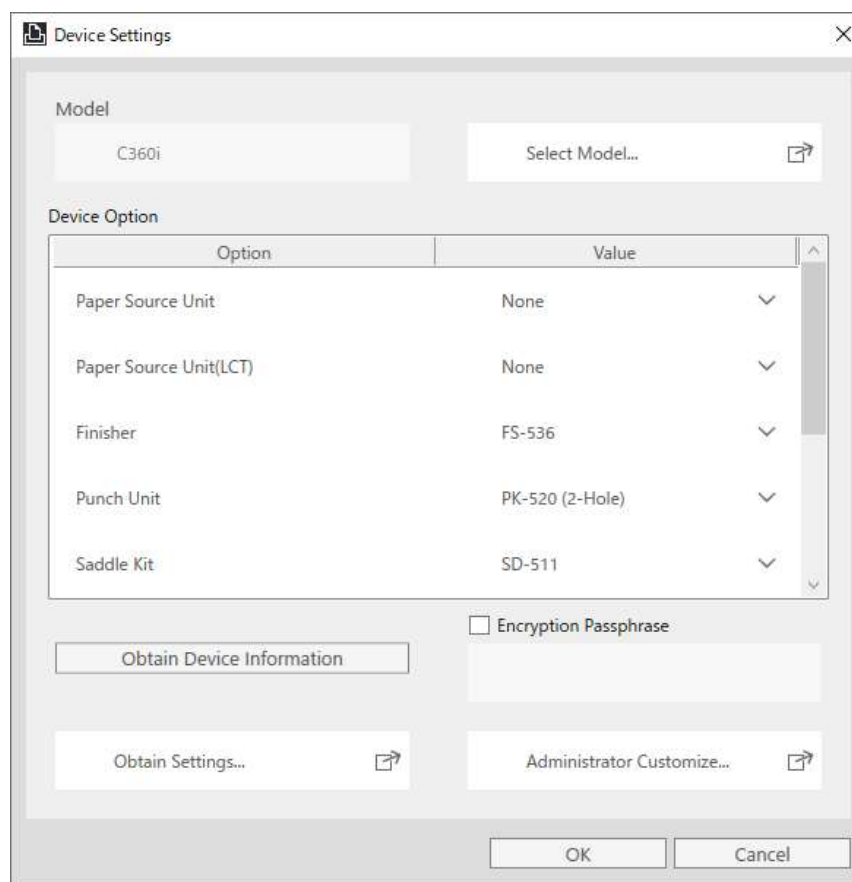 Device Settings
Model
C360i
Select Model...
Device Option
Option Value
Paper Source Unit None
Paper Source Unit(LCT) None
Finisher FS-536
Punch Unit PK-520 (2-Hole)
Saddle Kit SD-511
Encryption Passphrase
Obtain Device Information
Obtain Settings...
Administrator Customize...
OK Cancel